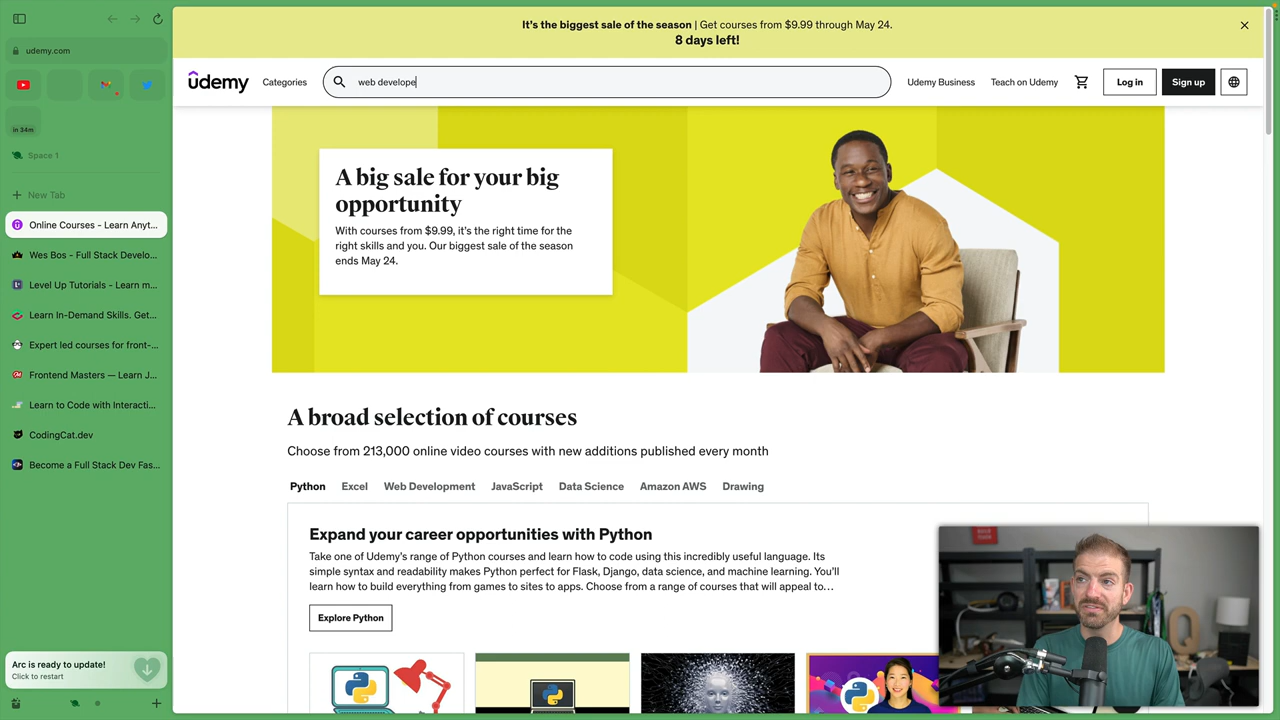 It's the biggest sale of the season | Get courses from $9.99 through May 24.
8 days left!
udemy.com
in 34m
Space 1
New Tab
Online Courses - Learn Anyt...
Wes Bos - Full Stack Develo...
Level Up Tutorials - Learn m...
Learn In-Demand Skills. Get...
Expert led courses for front-...
Frontend Masters — Learn J...
Learn to Code with Interacti...
CodingCat.dev
Become a Full Stack Dev Fas...
Arc is ready to update!
Click to restart
ûdemy
Categories
web develope
Udemy Business
Teach on Udemy
Log in
Sign up
A big sale for your big
opportunity
With courses from $9.99, it's the right time for the
right skills and you. Our biggest sale of the season
ends May 24.
A broad selection of courses
Choose from 213,000 online video courses with new additions published every month
Python Excel Web Development JavaScript Data Science Amazon AWS Drawing
Expand your career opportunities with Python
Take one of Udemy's range of Python courses and learn how to code using this incredibly useful language. Its
simple syntax and readability makes Python perfect for Flask, Django, data science, and machine learning. You'll
learn how to build everything from games to sites to apps. Choose from a range of courses that will appeal to...
Explore Python